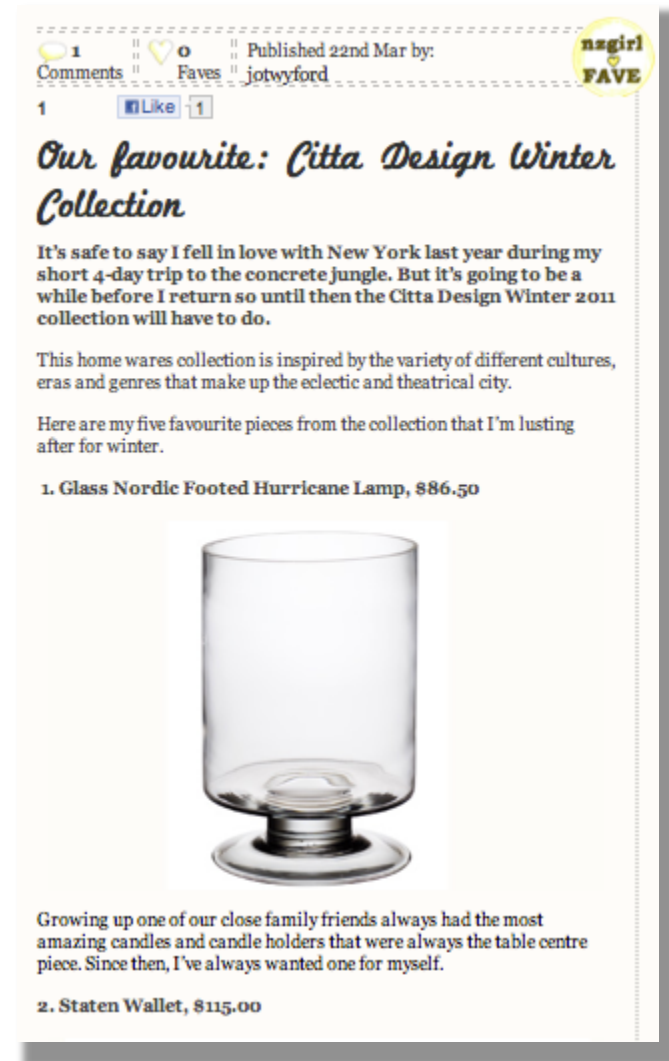 1 Comments
0 Faves
Published 22nd Mar by:
jotwyford
nzgirl
FAVE
1
Like 1
Our favourite: Citta Design Winter
Collection
It's safe to say I fell in love with New York last year during my
short 4-day trip to the concrete jungle. But it's going to be a
while before I return so until then the Citta Design Winter 2011
collection will have to do.
This home wares collection is inspired by the variety of different cultures,
eras and genres that make up the eclectic and theatrical city.
Here are my five favourite pieces from the collection that I'm lusting
after for winter.
1. Glass Nordic Footed Hurricane Lamp, $86.50
Growing up one of our close family friends always had the most
amazing candles and candle holders that were always the table centre
piece. Since then, I've always wanted one for myself.
2. Staten Wallet, $115.00